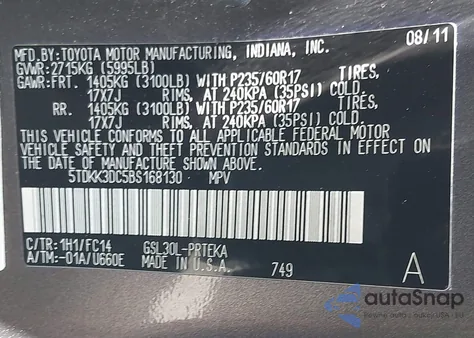 MFD.BY:TOYOTA MOTOR MANUFACTURING, INDIANA, INC. 08/11
GVWR:2715KG (5995LB)
GAWR:FRT. 1405KG (3100LB) WITH P235/60R17 TIRES,
17X7J RIMS, AT 240KPA (35PSI) COLD.
RR. 1405KG (3100LB) WITH P235/60R17 TIRES,
17X7J RIMS, AT 240KPA (35PSI) COLD.
THIS VEHICLE CONFORMS TO ALL APPLICABLE FEDERAL MOTOR
VEHICLE SAFETY AND THEFT PREVENTION STANDARDS IN EFFECT ON
THE DATE OF MANUFACTURE SHOWN ABOVE.
5TDKK3DC5BS168130 MPV
C/TR:1H1/FC14 GSL30L-PRTEKA
A/TM:-01A/U660E MADE IN U.S.A. 749 A
autoSnap